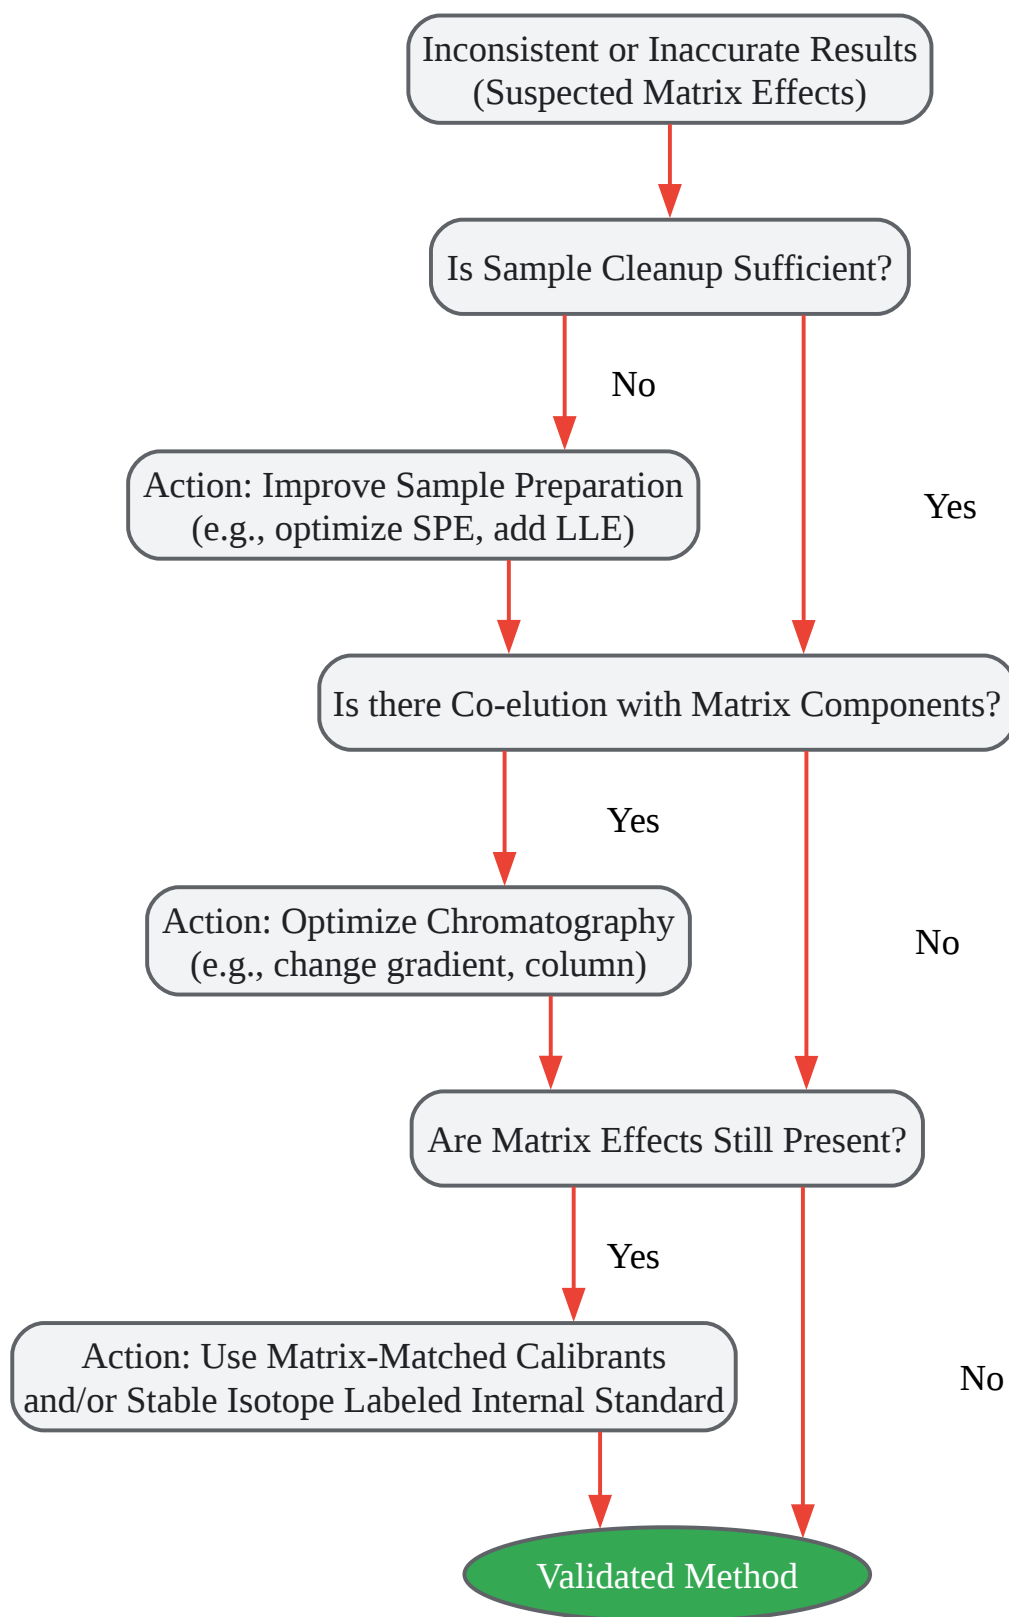 Inconsistent or Inaccurate Results
(Suspected Matrix Effects)
Is Sample Cleanup Sufficient?
No
Action: Improve Sample Preparation
(e.g., optimize SPE, add LLE)
Yes
Is there Co-elution with Matrix Components?
Yes
Action: Optimize Chromatography
(e.g., change gradient, column)
No
Are Matrix Effects Still Present?
Yes
Action: Use Matrix-Matched Calibrants
and/or Stable Isotope Labeled Internal Standard
No
Validated Method